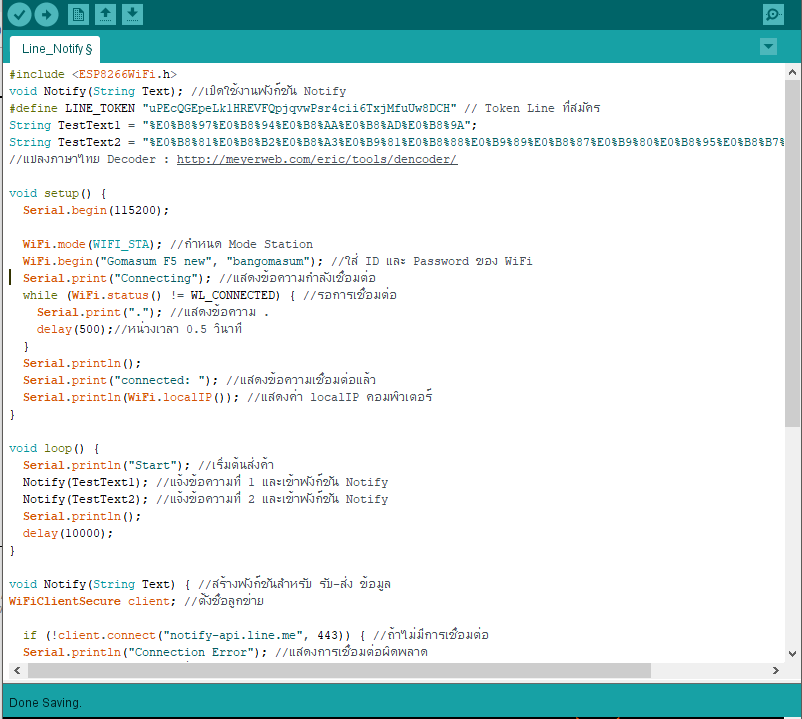 Line_Notify §
#include <ESP8266WiFi.h>
void Notify(String Text); //เปิดใช้งานฟังก์ชัน Notify
#define LINE_TOKEN "uPEcQGEpeLk1HREVFQpjqvwPsr4cii6TxjMfuUw8DCH" // Token Line ที่สมัคร
String TestText1 = "%E0%B8%97%E0%B8%94%E0%B8%AA%E0%B8%AD%E0%B8%9A";
String TestText2 = "%E0%B8%81%E0%B8%B2%E0%B8%A3%E0%B9%81%E0%B8%88%E0%B9%89%E0%B8%87%E0%B9%80%E0%B8%95%E0%B8%B7%
//แปลงภาษาไทย Decoder : http://meyerweb.com/eric/tools/dencoder/
void setup() {
Serial.begin(115200);
WiFi.mode(WIFI_STA); //กำหนด Mode Station
WiFi.begin("Gomasum F5 new", "bangomasum"); //ใส่ ID และ Password ของ WiFi
Serial.print("Connecting"); //แสดงข้อความกำลังเชื่อมต่อ
while (WiFi.status() != WL_CONNECTED) { //รอการเชื่อมต่อ
Serial.print("."); //แสดงข้อความ .
delay(500);//หน่วงเวลา 0.5 วินาที
}
Serial.println();
Serial.print("connected: "); //แสดงข้อความเชื่อมต่อแล้ว
Serial.println(WiFi.localIP()); //แสดงค่า localIP คอมพิวเตอร์
}
void loop() {
Serial.println("Start"); //เริ่มต้นส่งค้า
Notify(TestText1); //แจ้งข้อความที่ 1 และเข้าฟังก์ชัน Notify
Notify(TestText2); //แจ้งข้อความที่ 2 และเข้าฟังก์ชัน Notify
Serial.println();
delay(10000);
}
void Notify(String Text) { //สร้างฟังก์ชันสำหรับ รับ-ส่ง ข้อมูล
WiFiClientSecure client; //ตั้งชื่อลูกข่าย
if (!client.connect("notify-api.line.me", 443)) { //ถ้าไม่มีการเชื่อมต่อ
Serial.println("Connection Error"); //แสดงการเชื่อมต่อผิดพลาด
Done Saving.